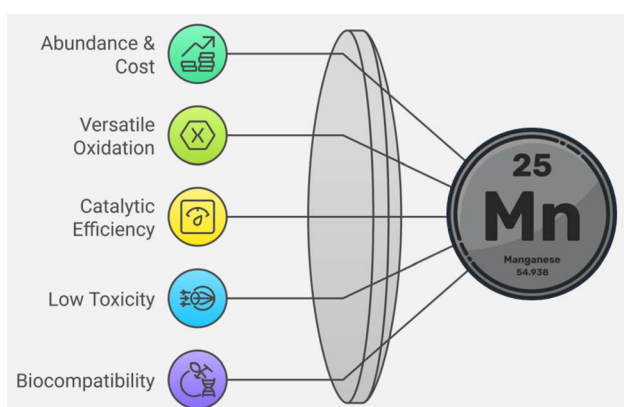 Abundance &
Cost
Versatile
Oxidation
X
Catalytic
Efficiency
Low Toxicity
Biocompatibility
25
Mn
Manganese
54.938